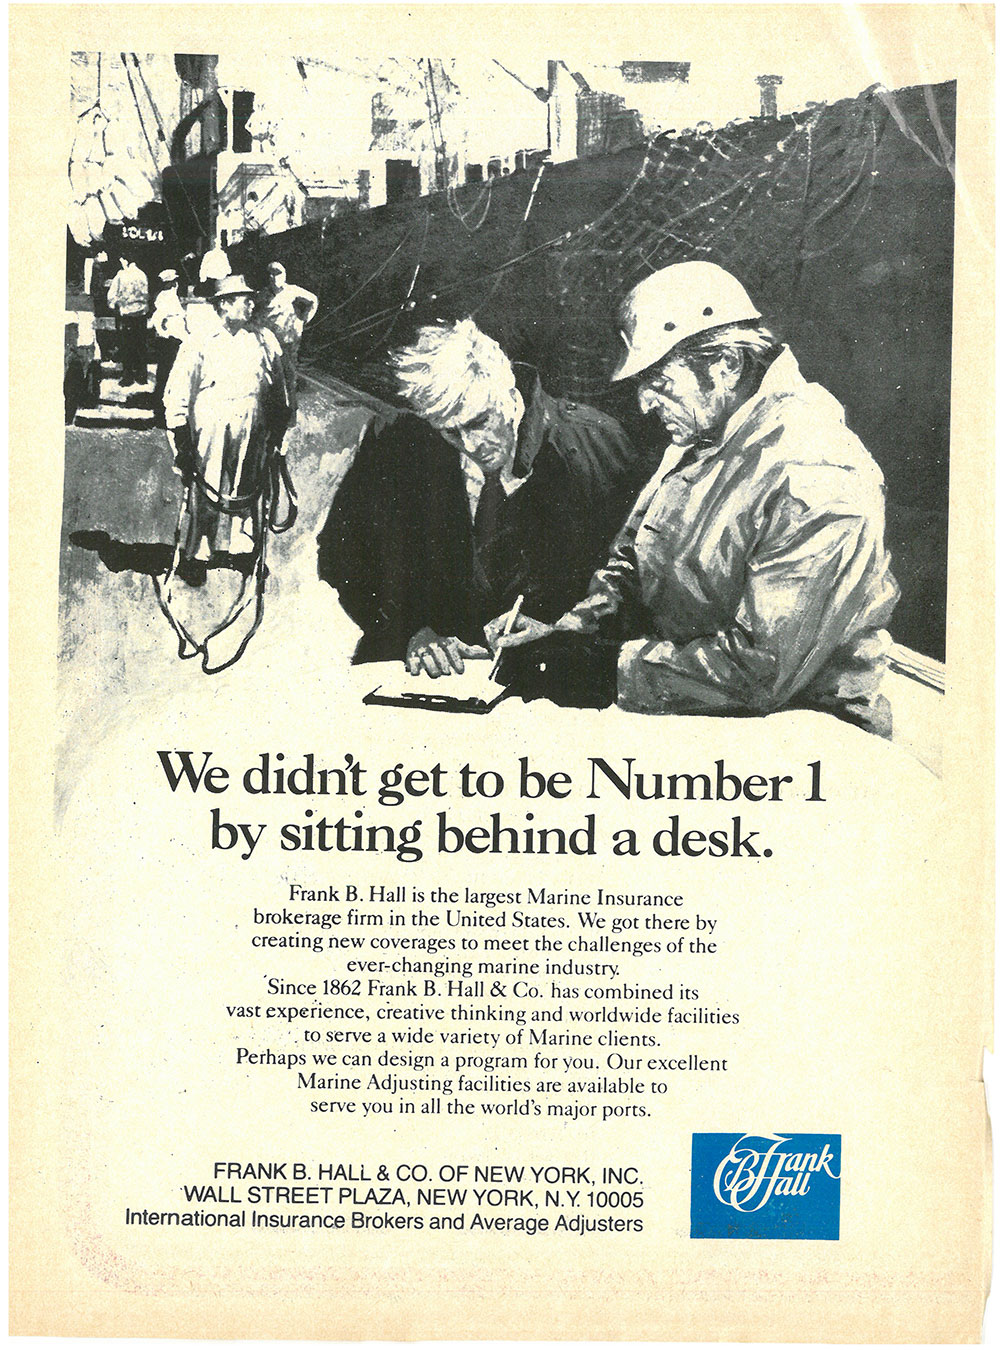 We didn't get to be Number 1
by sitting behind a desk.
Frank B. Hall is the largest Marine Insurance
brokerage firm in the United States. We got there by
creating new coverages to meet the challenges of the
ever-changing marine industry.
Since 1862 Frank B. Hall & Co. has combined its
vast experience, creative thinking and worldwide facilities
to serve a wide variety of Marine clients.
Perhaps we can design a program for you. Our excellent
Marine Adjusting facilities are available to
serve you in all the world's major ports.
FRANK B. HALL & CO. OF NEW YORK, INC.
WALL STREET PLAZA, NEW YORK, N.Y. 10005
International Insurance Brokers and Average Adjusters
Frank
B Hall